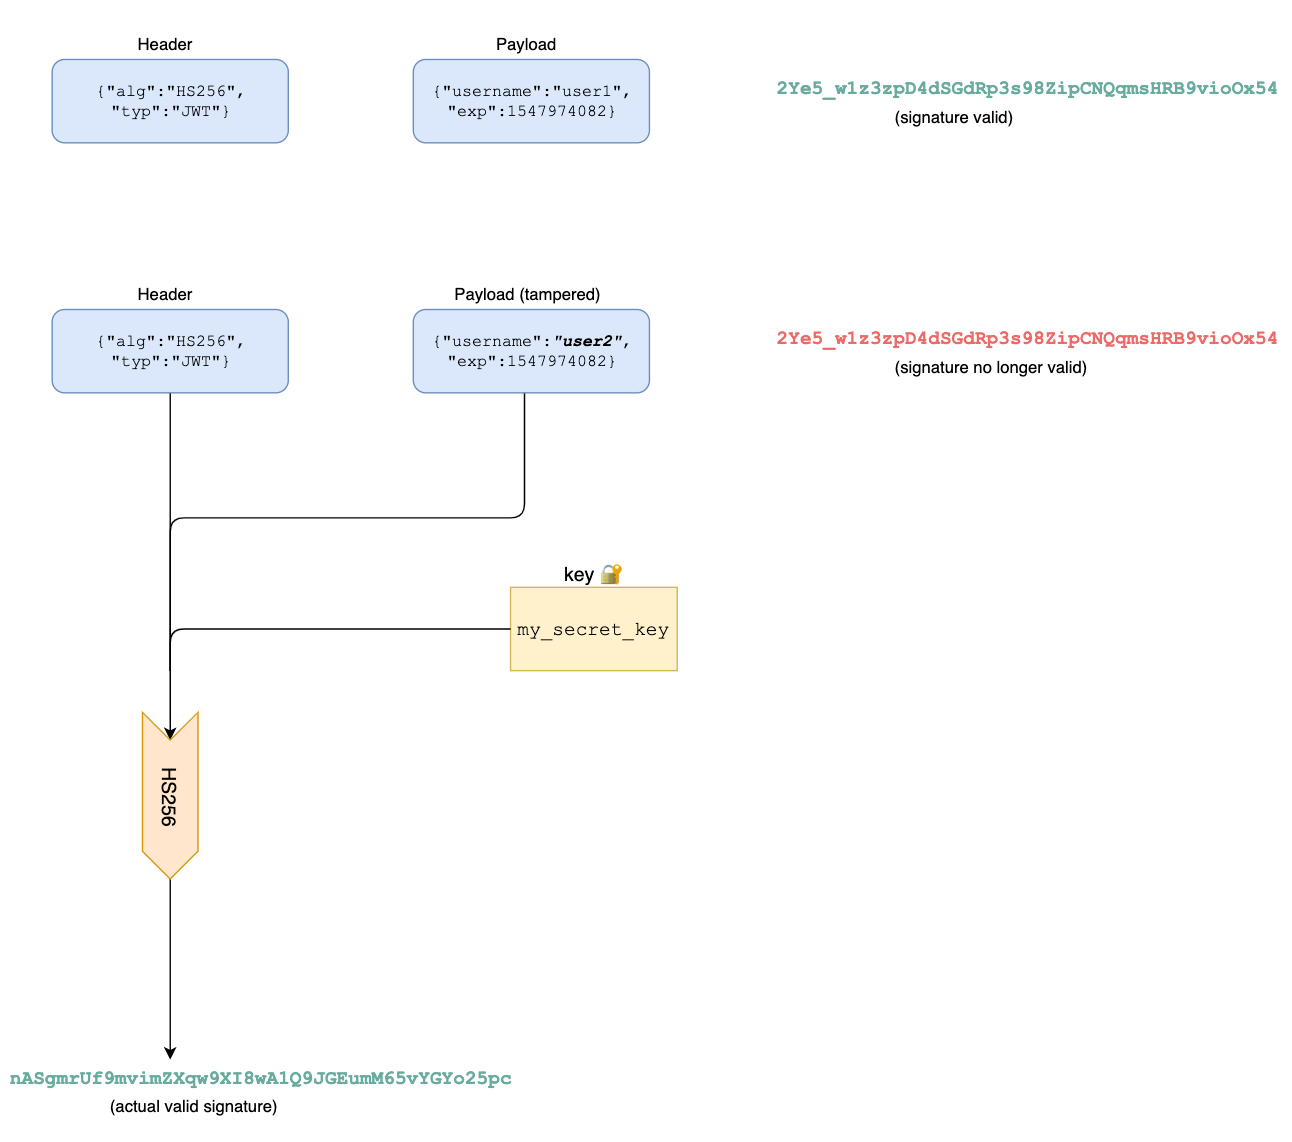 Header
Payload
{"alg":"HS256",
"typ":"JWT"}
{"username":"user1",
"exp":1547974082}
2Ye5_w1z3zpD4dSGdRp3s98ZipCNQqmsHRB9vioOx54
(signature valid)
Header
Payload (tampered)
{"alg":"HS256",
"typ":"JWT"}
{"username":"user2",
"exp":1547974082}
2Ye5_w1z3zpD4dSGdRp3s98ZipCNQqmsHRB9vioOx54
(signature no longer valid)
key 🔐
my_secret_key
HS256
nASgmrUf9mvimZXqw9XI8wA1Q9JGEumM65vYGYo25pc
(actual valid signature)